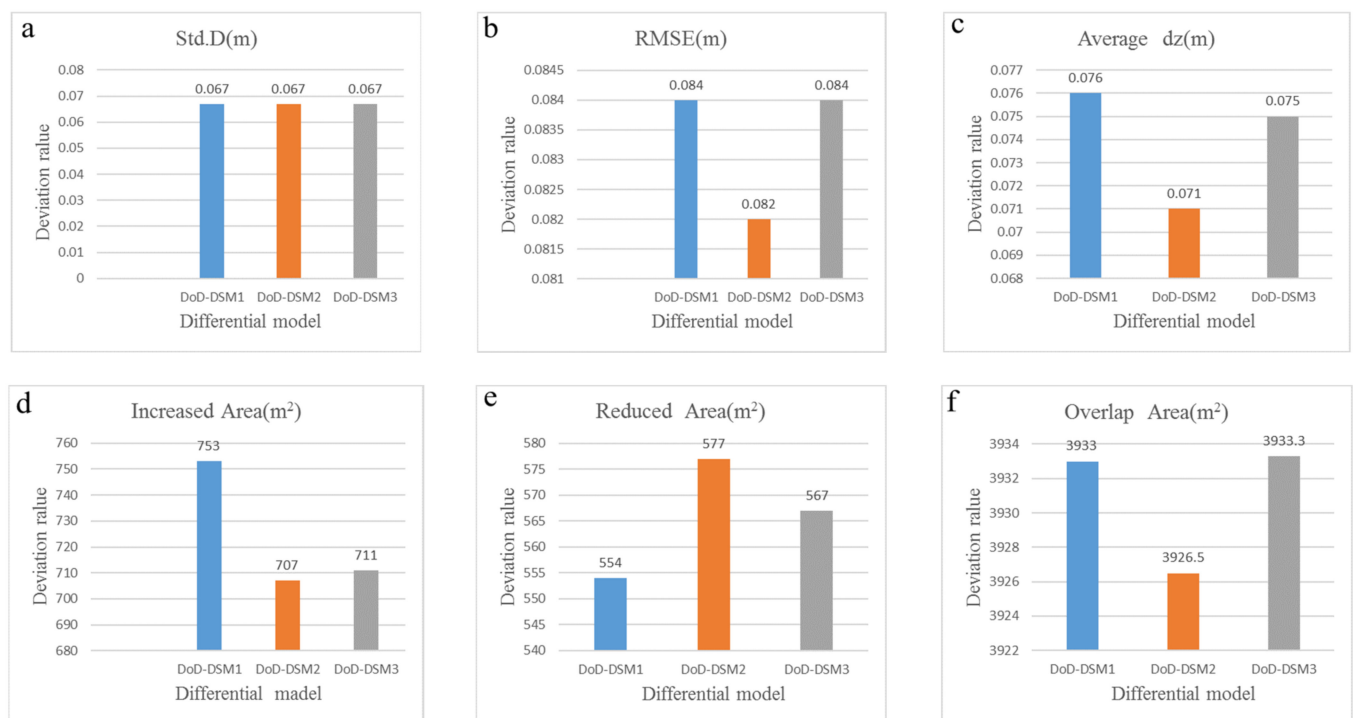 a
Std.D(m)
0.08
0.07
0.06
0.05
0.04
0.03
0.02
0.01
0
0.067 0.067 0.067
DoD-DSM1 DoD-DSM2 DoD-DSM3
Deviation ralue
Differential model
b
RMSE(m)
0.0845
0.084
0.0835
0.083
0.0825
0.082
0.0815
0.081
0.084 0.082 0.084
DoD-DSM1 DoD-DSM2 DoD-DSM3
Deviation ralue
Differential model
c
Average dz(m)
0.077
0.076
0.075
0.074
0.073
0.072
0.071
0.07
0.069
0.068
0.076 0.071 0.075
DoD-DSM1 DoD-DSM2 DoD-DSM3
Deviation ralue
Differential model
d
Increased Area(m²)
760
750
740
730
720
710
700
690
680
753 707 711
DoD-DSM1 DoD-DSM2 DoD-DSM3
Deviation ralue
Differential madel
e
Reduced Area(m²)
580
575
570
565
560
555
550
545
540
554 577 567
DoD-DSM1 DoD-DSM2 DoD-DSM3
Deviation ralue
Differential model
f
Overlap Area(m²)
3934
3932
3930
3928
3926
3924
3922
3933 3926.5 3933.3
DoD-DSM1 DoD-DSM2 DoD-DSM3
Deviation ralue
Differential model